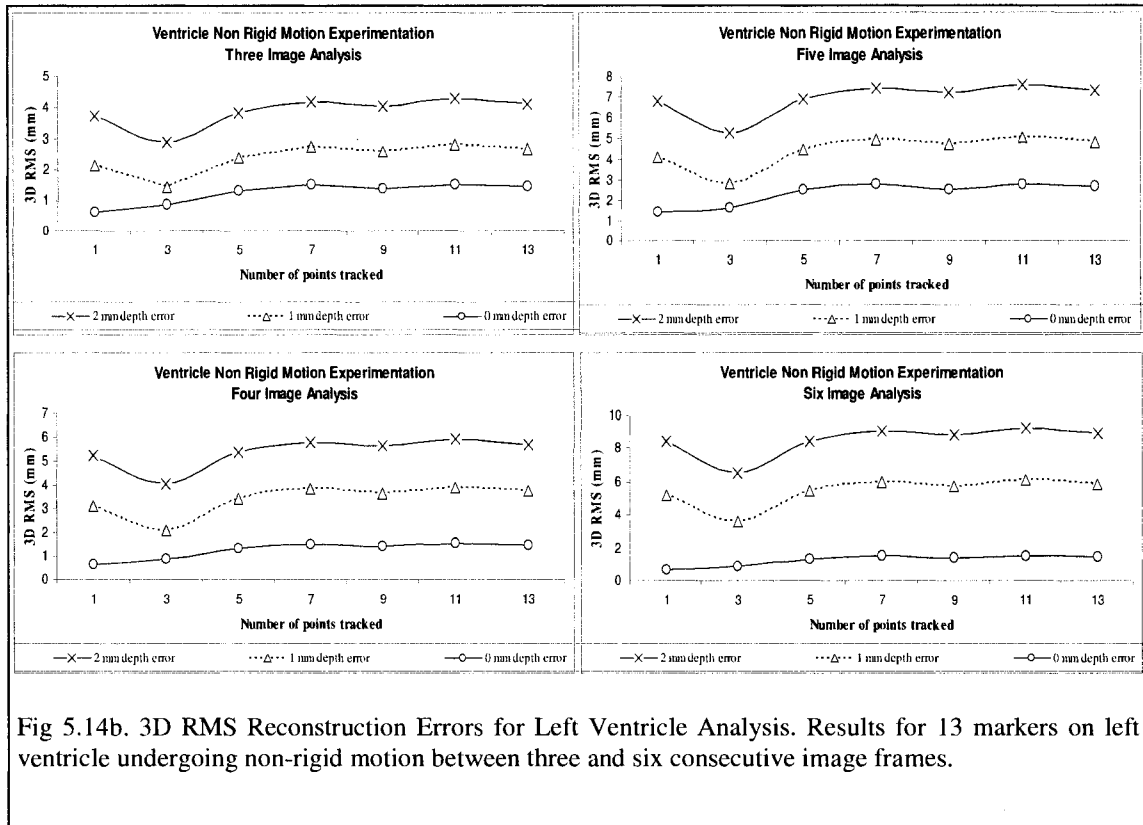 Ventricle Non Rigid Motion Experimentation
Three Image Analysis
3D RMS (mm)
5
4
3
2
1
0
1 3 5 7 9 11 13
Number of points tracked
2 mm depth error 1 mm depth error 0 mm depth error
Ventricle Non Rigid Motion Experimentation
Five Image Analysis
3D RMS (mm)
8
7
6
5
4
3
2
1
0
1 3 5 7 9 11 13
Number of points tracked
2 mm depth error 1 mm depth error 0 mm depth error
Ventricle Non Rigid Motion Experimentation
Four Image Analysis
3D RMS (mm)
7
6
5
4
3
2
1
0
1 3 5 7 9 11 13
Number of points tracked
2 mm depth error 1 mm depth error 0 mm depth error
Ventricle Non Rigid Motion Experimentation
Six Image Analysis
3D RMS (mm)
10
8
6
4
2
0
1 3 5 7 9 11 13
Number of points tracked
2 mm depth error 1 mm depth error 0 mm depth error
Fig 5.14b. 3D RMS Reconstruction Errors for Left Ventricle Analysis. Results for 13 markers on left
ventricle undergoing non-rigid motion between three and six consecutive image frames.